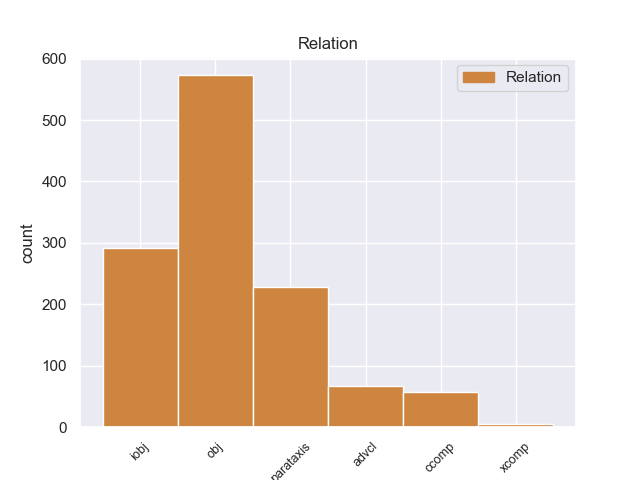 Relation
Relation
600
500
400
300
200
100
0
count
iobj
obj
parataxis
advcl
ccomp
xcomp